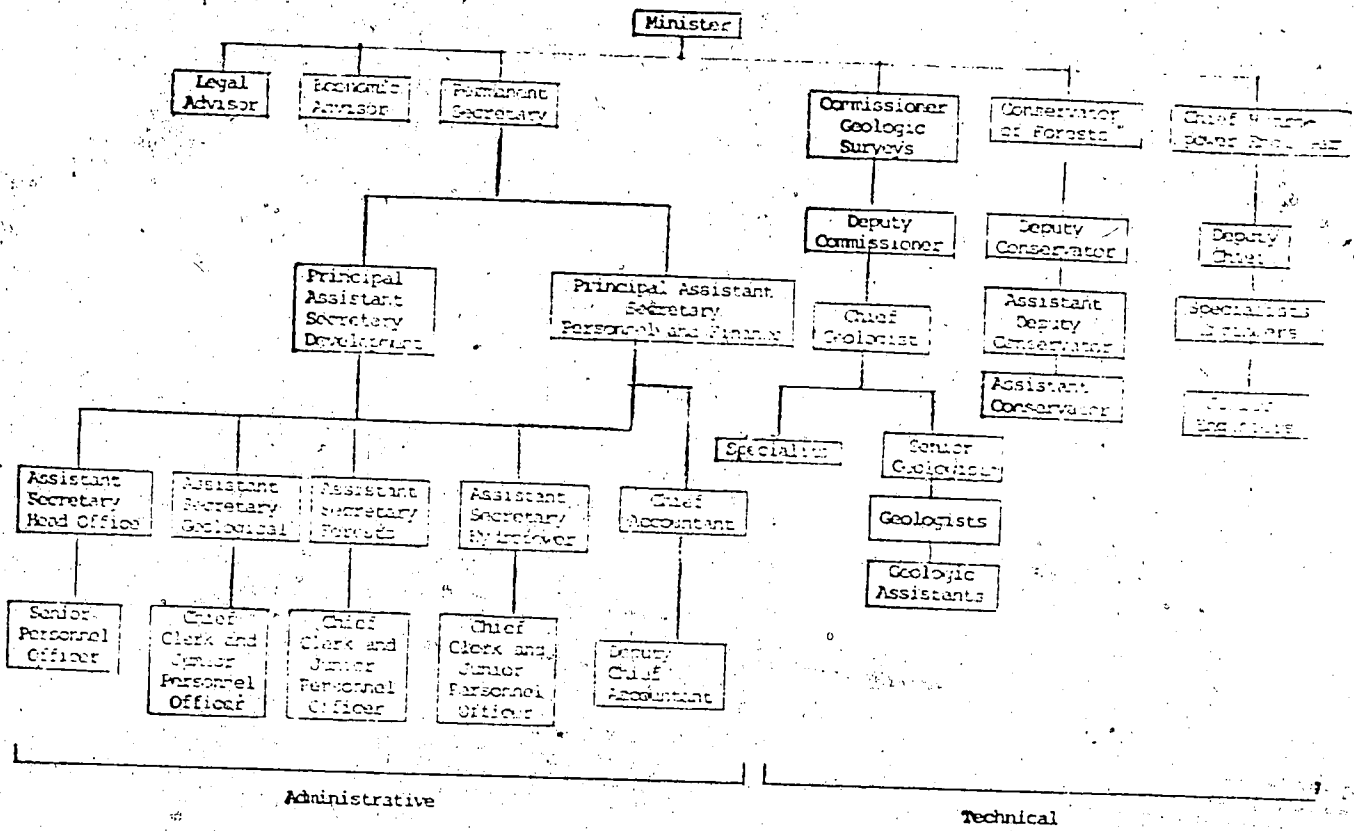 Minister
Legal
Advisor
Economic
Advisor
Permanent
Secretary
Commissioner
Geologic
Surveys
Conservator
of Forests
Chief
Power
Deputy
Commissioner
Deputy
Conservator
Deputy
Chief
Principal
Assistant
Secretary
Development
Principal Assistant
Secretary
Personnel and Finance
Chief
Geologist
Assistant
Deputy
Conservator
Specialists
Engineers
Assistant
Conservator
Specialist
Senior
Geologists
Assistant
Secretary
Head Office
Assistant
Secretary
Geological
Assistant
Secretary
Forests
Assistant
Secretary
Chief
Accountant
Geologists
Geologic
Assistants
Senior
Personnel
Officer
Chief
Clerk and
Junior
Personnel
Officer
Chief
Clerk and
Junior
Personnel
Officer
Chief
Clerk and
Junior
Personnel
Officer
Deputy
Chief
Accountant
Administrative
Technical